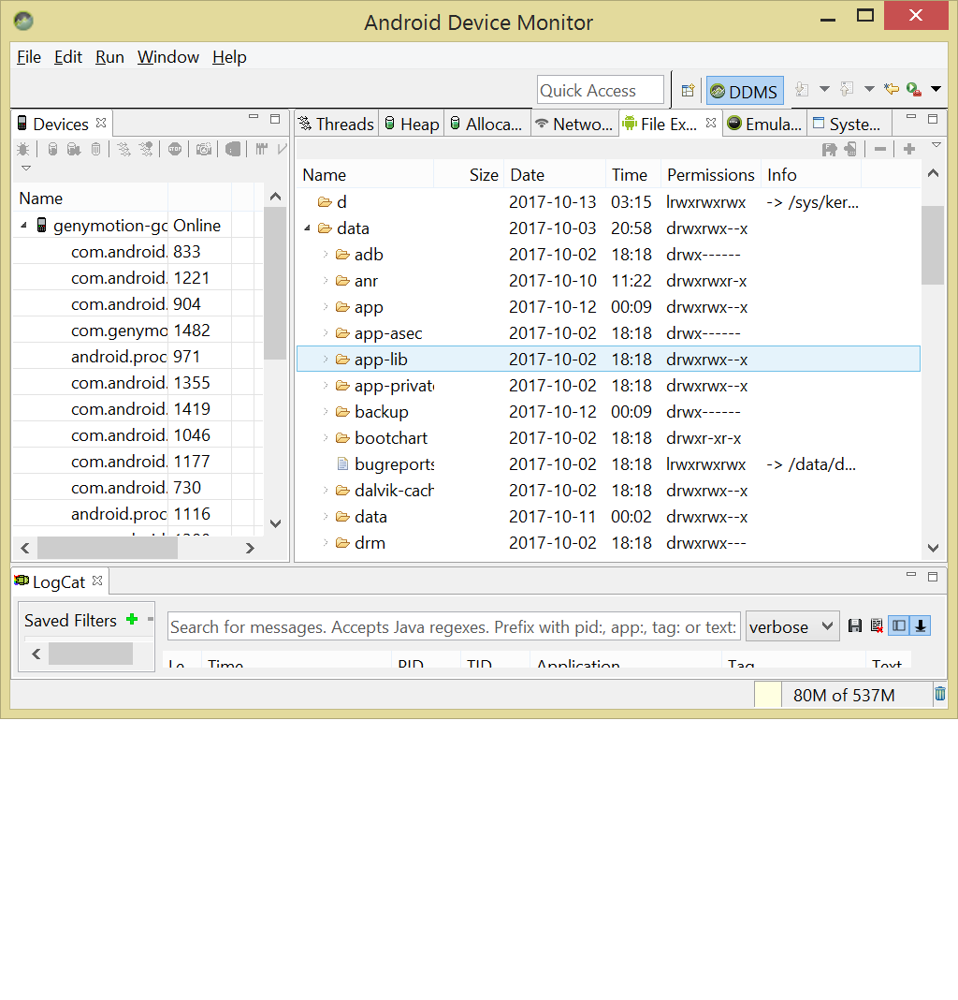 Android Device Monitor
File Edit Run Window Help
Quick Access
DDMS
Devices
Name
genymotion-gc Online
com.android. 833
com.android. 1221
com.android. 904
com.genymo 1482
android.proc 971
com.android. 1355
com.android. 1419
com.android. 1046
com.android. 1177
com.android. 730
android.proc 1116
Threads Heap Alloca... Netwo... File Ex... Emula... Syste...
Name Size Date Time Permissions Info
d 2017-10-13 03:15 lrwxrwxrwx -> /sys/ker...
data 2017-10-03 20:58 drwxrwx--x
adb 2017-10-02 18:18 drwx------
anr 2017-10-10 11:22 drwxrwxr-x
app 2017-10-12 00:09 drwxrwx--x
app-asec 2017-10-02 18:18 drwx------
app-lib 2017-10-02 18:18 drwxrwx--x
app-private 2017-10-02 18:18 drwxrwx--x
backup 2017-10-12 00:09 drwx------
bootchart 2017-10-02 18:18 drwxr-xr-x
bugreports 2017-10-02 18:18 lrwxrwxrwx -> /data/d...
dalvik-cach 2017-10-02 18:18 drwxrwx--x
data 2017-10-11 00:02 drwxrwx--x
drm 2017-10-02 18:18 drwxrwx---
LogCat
Saved Filters
Search for messages. Accepts Java regexes. Prefix with pid:, app:, tag: or text: verbose
Le Time PID TID Application Tag Text
80M of 537M